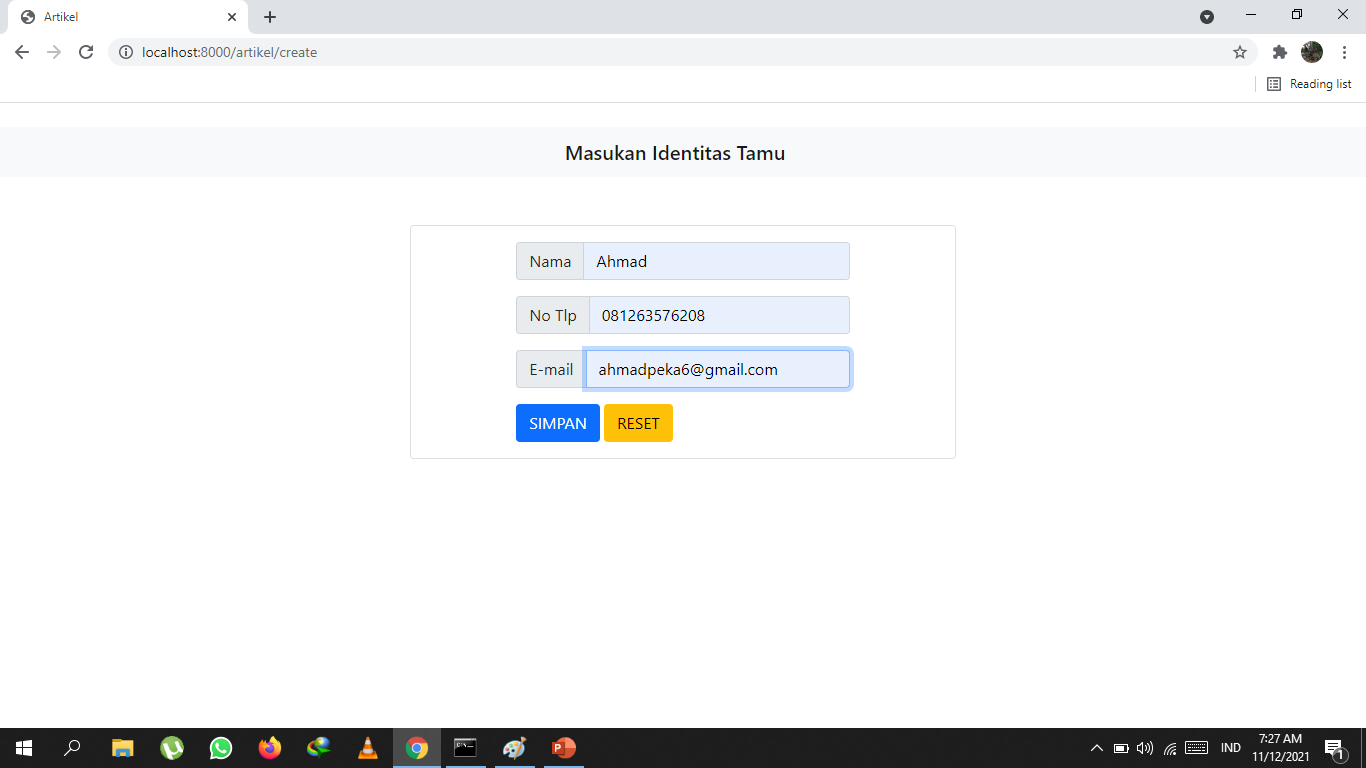 Artikel
localhost:8000/artikel/create
Reading list
Masukan Identitas Tamu
Nama Ahmad
No Tlp 081263576208
E-mail ahmadpeka6@gmail.com
SIMPAN RESET
IND
7:27 AM
11/12/2021
1